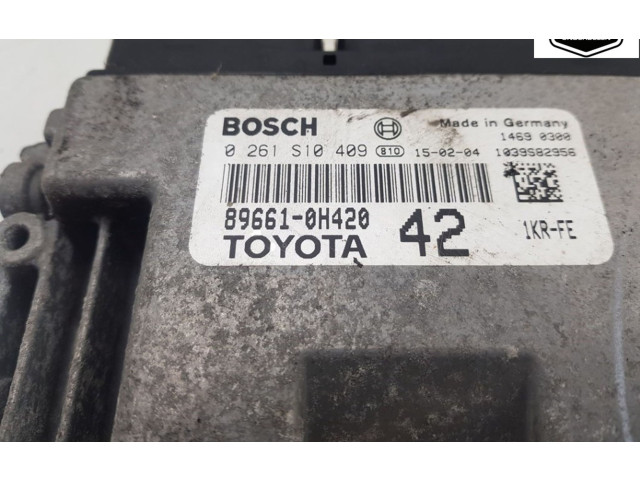 BOSCH Made in Germany
1469 0300
0 261 S10 409 810 15-02-04 1039S82956
89661-0H420
TOYOTA 42 1KR-FE